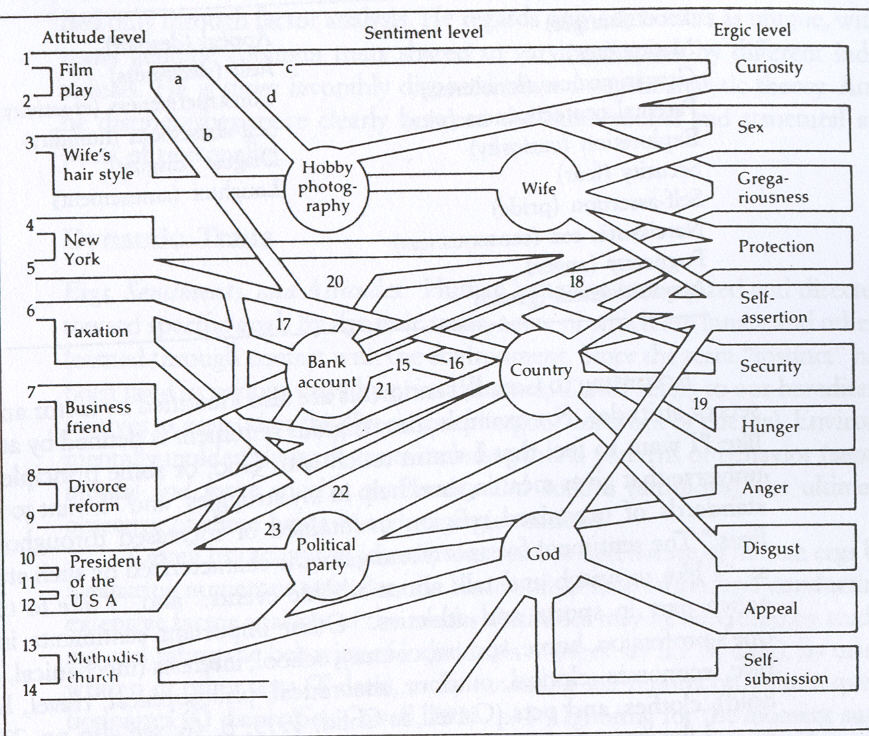 Attitude level
Sentiment level
Ergic level
1
Film
play
2
a
c
d
b
3
Wife's
hair style
Hobby
photog-
raphy
Wife
Curiosity
Sex
Grega-
riousness
4
New
York
5
20
18
Protection
6
Taxation
17
Self-
assertion
Bank
account
15
16
21
Country
Security
7
Business
friend
19
Hunger
8
Divorce
reform
9
22
23
Anger
10
President
of the
U S A
11
12
Political
party
God
Disgust
Appeal
13
Methodist
church
14
Self-
submission